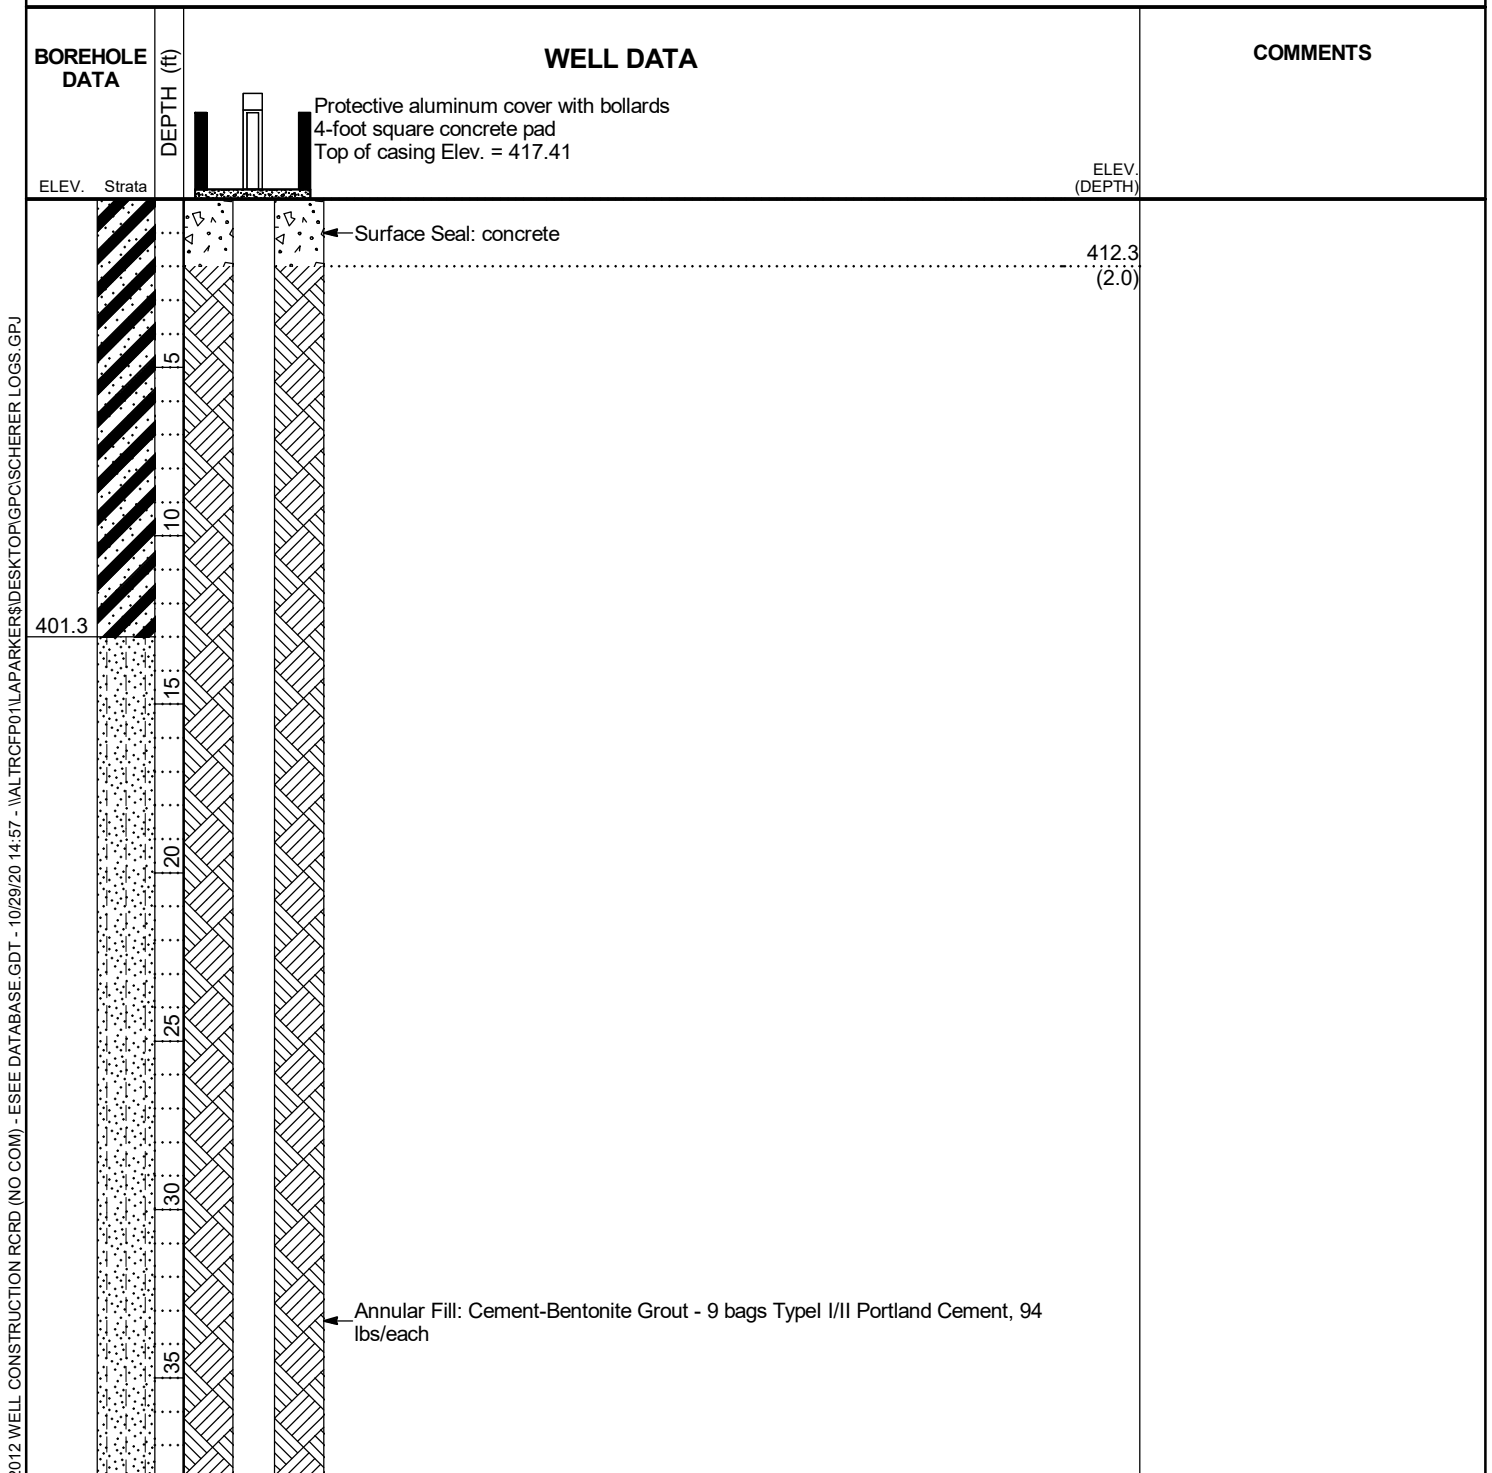 BOREHOLE
DATA
DEPTH (ft)
WELL DATA
COMMENTS
Protective aluminum cover with bollards
4-foot square concrete pad
Top of casing Elev. = 417.41
ELEV.
(DEPTH)
ELEV. Strata
Surface Seal: concrete
412.3
(2.0)
5
10
401.3
15
20
25
30
Annular Fill: Cement-Bentonite Grout - 9 bags TypeI I/II Portland Cement, 94
lbs/each
35
2012 WELL CONSTRUCTION RCRD (NO COM) - ESEE DATABASE.GDT - 10/29/20 14:57 - \\ALTRCFP01\LAPARKER$\DESKTOP\GPC\SCHERER LOGS.GPJ